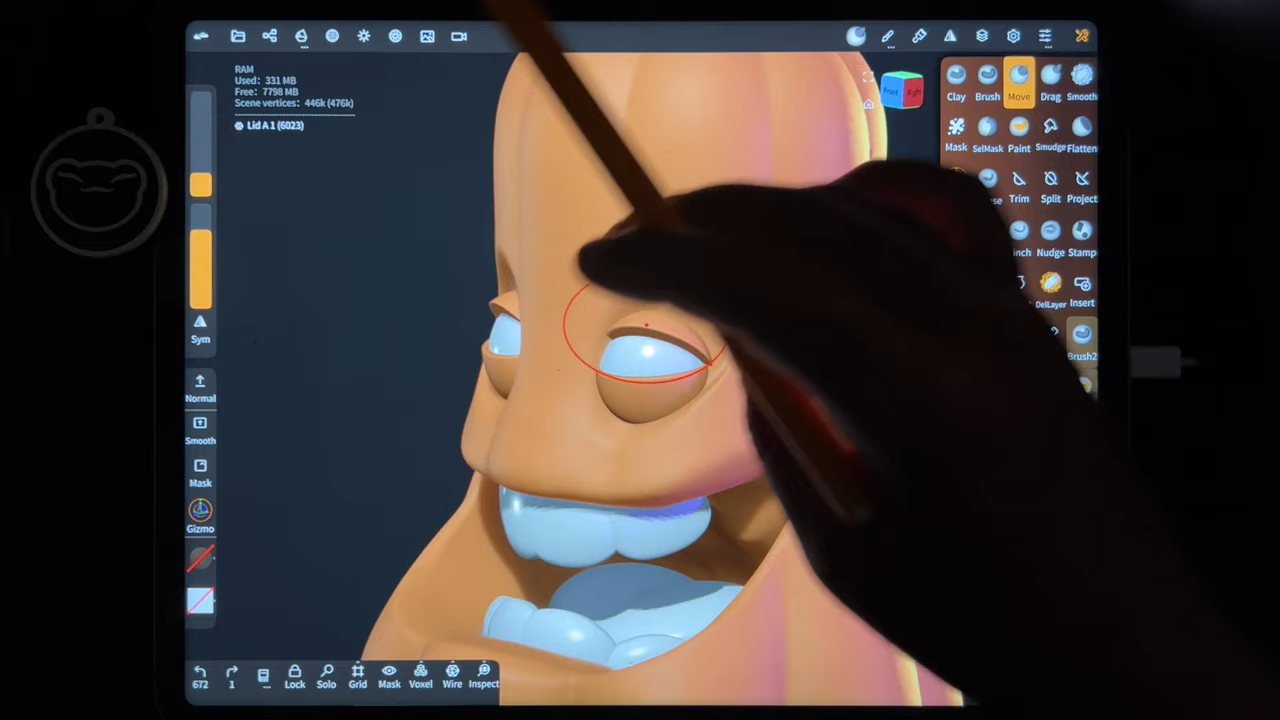 RAM
Used: 331 MB
Free: 7798 MB
Scene vertices: 446k (476k)
Lid A 1 (6023)
Front
Right
Clay Brush Move Drag Smooth
Mask SelMask Paint Smudge Flatten
Trim Split Project
Nudge Stamp
DelLayer Insert
Brush2
Sym
Normal
Smooth
Mask
Gizmo
672 1 Lock Solo Grid Mask Voxel Wire Inspect